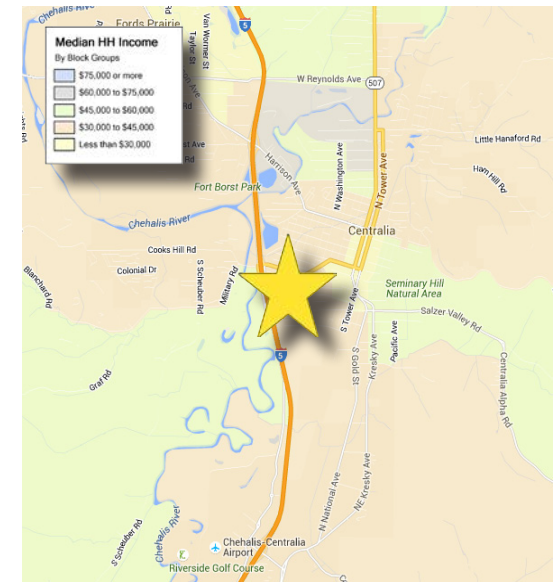 Chehalis River
Fords Prairie
Van Wormer St
Taylor St
5
Median HH Income
By Block Groups
$75,000 or more
$60,000 to $75,000
$45,000 to $60,000
$30,000 to $45,000
Less than $30,000
W Reynolds Ave
507
Rd
Ave
Rd
Little Hanaford Rd
Ham Hill Rd
Harrison Ave
N Washington Ave
N Tower Ave
Fort Borst Park
Chehalis River
Centralia
Cooks Hill Rd
Colonial Dr
S Scheuber Rd
Military Rd
Blanchard Rd
Seminary Hill
Natural Area
S Tower Ave
Salzer Valley Rd
Pacific Ave
Kresky Ave
S Gold St
5
Centralia Alpha Rd
Graf Rd
N National Ave
NE Kresky Ave
S Scheuber Rd
Chehalis River
Chehalis-Centralia
Airport
Riverside Golf Course